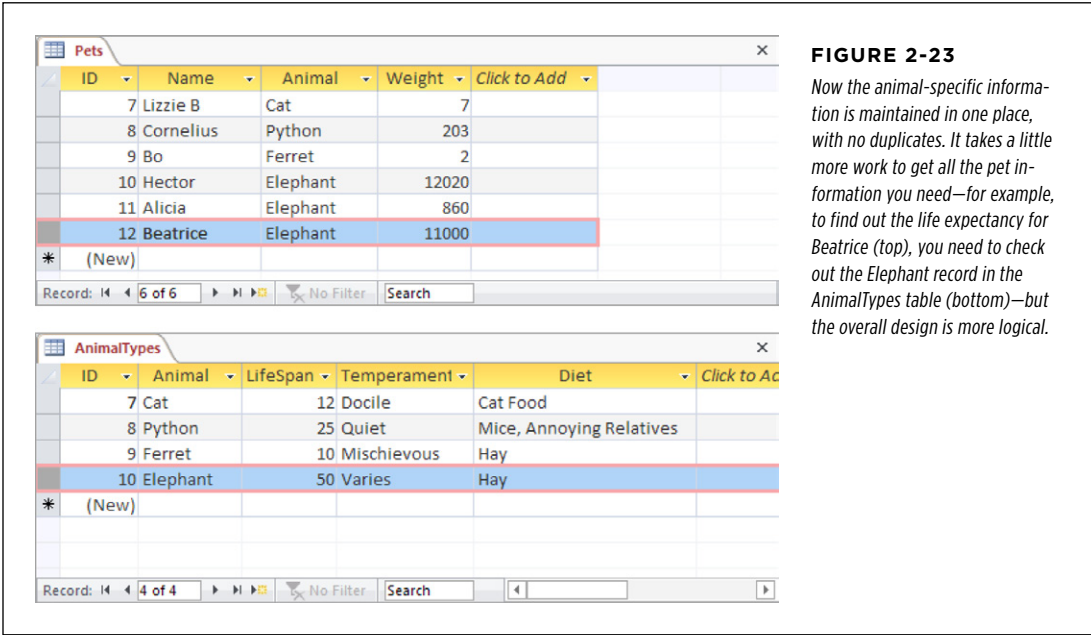 Pets
ID Name Animal Weight Click to Add
7 Lizzie B Cat 7
8 Cornelius Python 203
9 Bo Ferret 2
10 Hector Elephant 12020
11 Alicia Elephant 860
12 Beatrice Elephant 11000
* (New)
Record: 6 of 6 No Filter Search
AnimalTypes
ID Animal LifeSpan Temperament Diet Click to Ac
7 Cat 12 Docile Cat Food
8 Python 25 Quiet Mice, Annoying Relatives
9 Ferret 10 Mischievous Hay
10 Elephant 50 Varies Hay
* (New)
Record: 4 of 4 No Filter Search
FIGURE 2-23
Now the animal-specific informa-
tion is maintained in one place,
with no duplicates. It takes a little
more work to get all the pet in-
formation you need—for example,
to find out the life expectancy for
Beatrice (top), you need to check
out the Elephant record in the
AnimalTypes table (bottom)—but
the overall design is more logical.